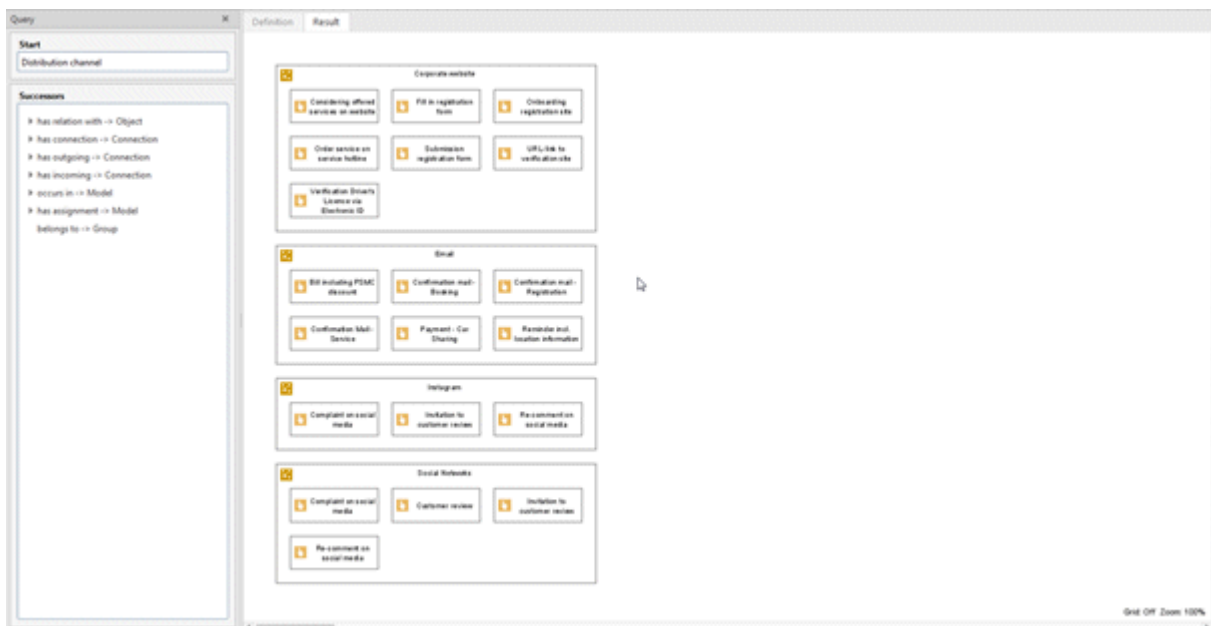 Query
×
Definition
Result
Start
Distribution channel
Successors
has relation with -> Object
has connection -> Connection
has outgoing -> Connection
has incoming -> Connection
occurs in -> Model
has assignment -> Model
belongs to -> Group
Corporate website
Considering offered
services on website
Fill in registration
form
Onboarding
registration site
Order service on
service hotline
Submission
registration form
URL-link to
verification site
Verification Driver's
Licence via
Electronic ID
Email
Bill including PSMC
discount
Confirmation mail -
Booking
Confirmation mail -
Registration
Confirmation Mail -
Service
Payment - Car
Sharing
Reminder incl.
location information
Instagram
Complaint on social
media
Invitation to
customer review
Re-comment on
social media
Social Networks
Complaint on social
media
Customer review
Invitation to
customer review
Re-comment on
social media
Grid: Off Zoom: 100%